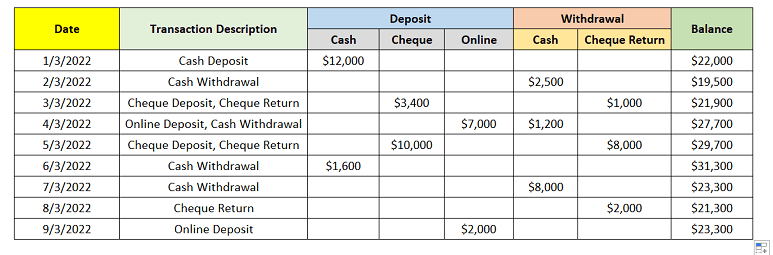 Date Transaction Description Deposit Withdrawal Balance
Cash Cheque Online Cash Cheque Return
1/3/2022 Cash Deposit $12,000 $22,000
2/3/2022 Cash Withdrawal $2,500 $19,500
3/3/2022 Cheque Deposit, Cheque Return $3,400 $1,000 $21,900
4/3/2022 Online Deposit, Cash Withdrawal $7,000 $1,200 $27,700
5/3/2022 Cheque Deposit, Cheque Return $10,000 $8,000 $29,700
6/3/2022 Cash Withdrawal $1,600 $31,300
7/3/2022 Cash Withdrawal $8,000 $23,300
8/3/2022 Cheque Return $2,000 $21,300
9/3/2022 Online Deposit $2,000 $23,300